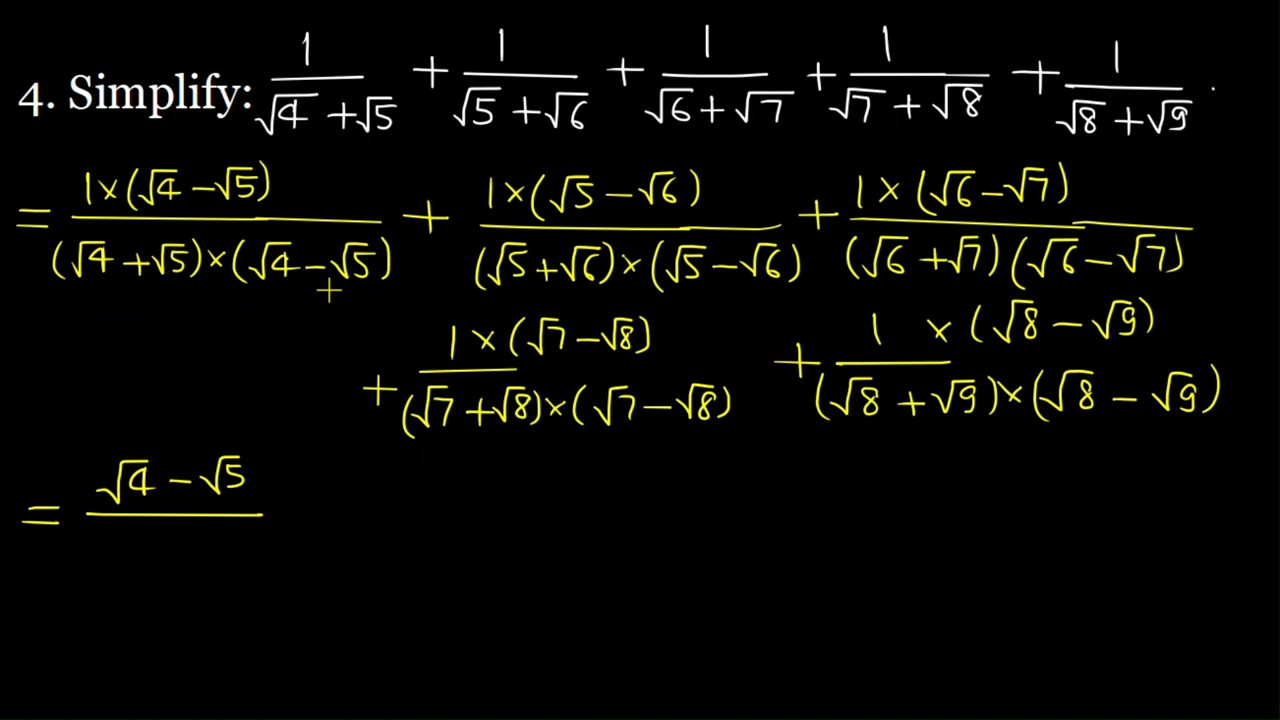 4. Simplify: 1/(√4 + √5) + 1/(√5 + √6) + 1/(√6 + √7) + 1/(√7 + √8) + 1/(√8 + √9) .
= 1×(√4 − √5)/((√4 + √5)×(√4 − √5)) + 1×(√5 − √6)/((√5 + √6)×(√5 − √6)) + 1×(√6 − √7)/((√6 + √7)(√6 − √7))
+ 1×(√7 − √8)/((√7 + √8)×(√7 − √8)) + 1×(√8 − √9)/((√8 + √9)×(√8 − √9))
= √4 − √5